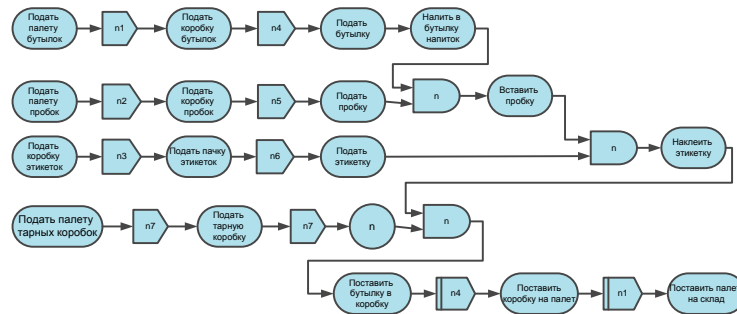 Подать
палету
бутылок
n1
Подать
коробку
бутылок
n4
Подать
бутылку
Налить в
бутылку
напиток
Подать
палету
пробок
n2
Подать
коробку
пробок
n5
Подать
пробку
n
Вставить
пробку
Подать
коробку
этикеток
n3
Подать пачку
этикеток
n6
Подать
этикетку
n
Наклеить
этикетку
Подать палету
тарных коробок
n7
Подать
тарную
коробку
n7
n
n
Поставить
бутылку в
коробку
n4
Поставить
коробку на палет
n1
Поставить палет
на склад